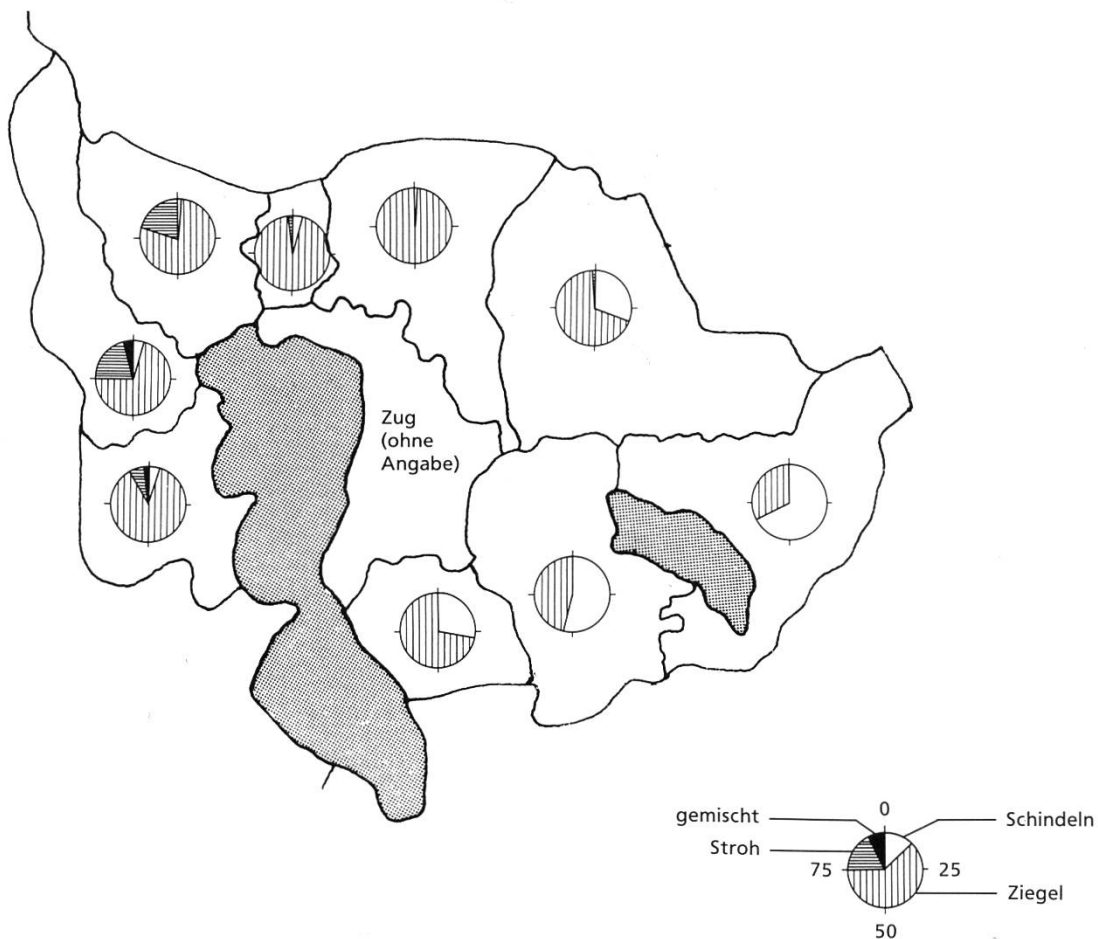 Zug
(ohne
Angabe)
0
gemischt
Schindeln
Stroh
75
25
Ziegel
50